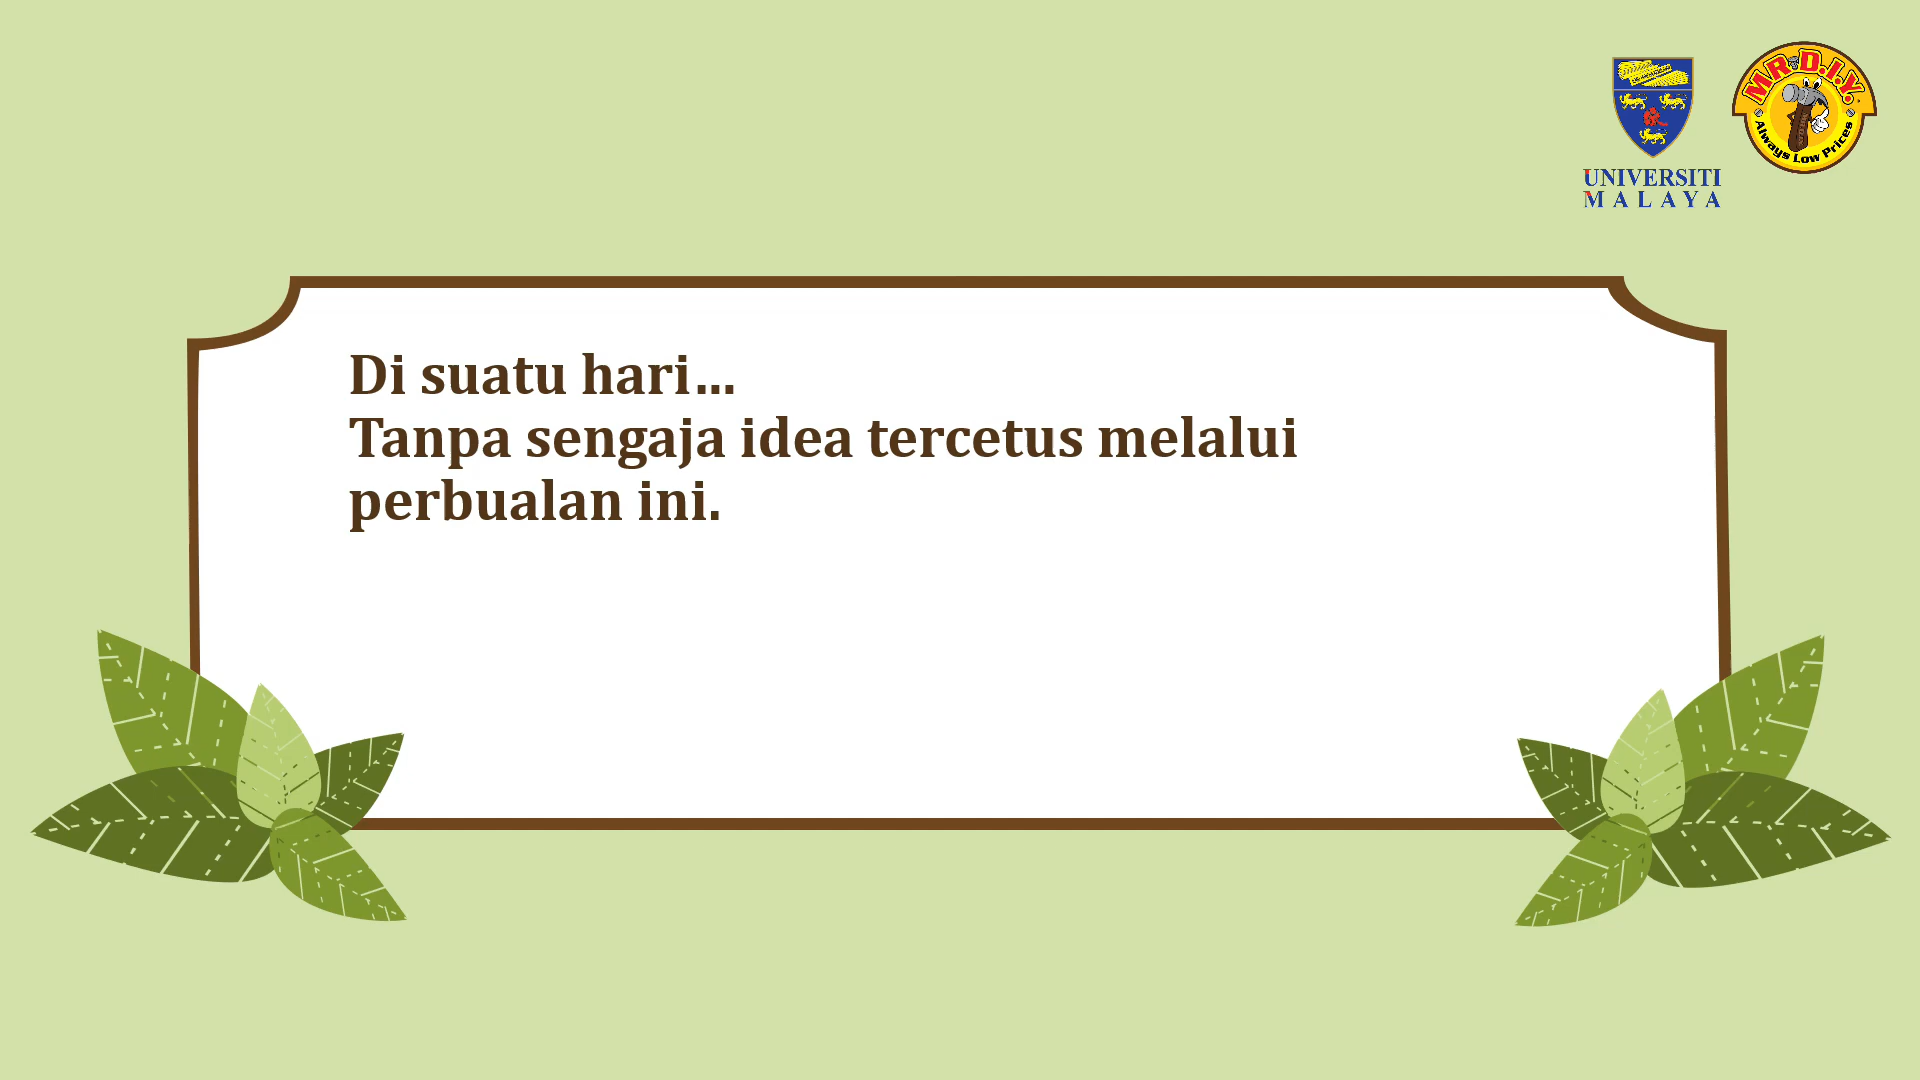 MR. D.I.Y.
Always Low Prices
UNIVERSITI
MALAYA
Di suatu hari...
Tanpa sengaja idea tercetus melalui
perbualan ini.